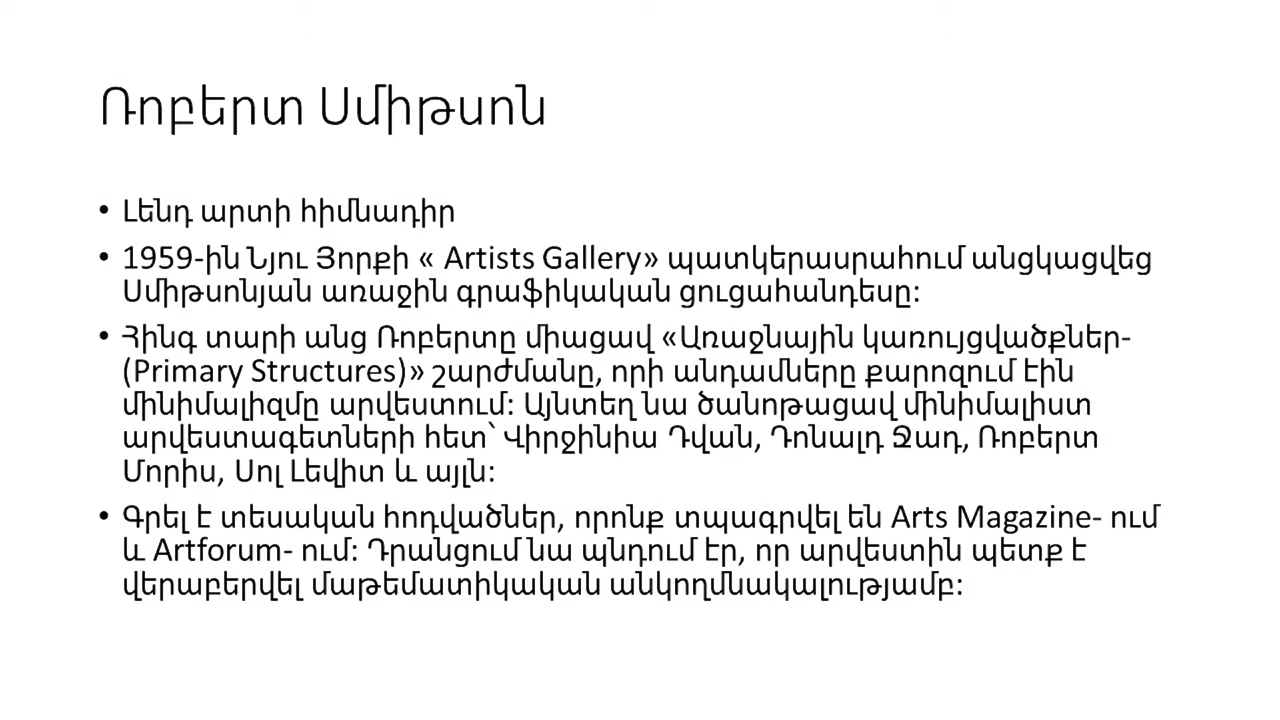 Ռոբերտ Սմիթսոն
• Լենդ արտի հիմնադիր
• 1959-ին Նյու Յորքի « Artists Gallery» պատկերասրահում անցկացվեց
Սմիթսոնյան առաջին գրաֆիկական ցուցահանդեսը:
• Հինգ տարի անց Ռոբերտը միացավ «Առաջնային կառույցվածքներ-
(Primary Structures)» շարժմանը, որի անդամները քարոզում էին
մինիմալիզմը արվեստում: Այնտեղ նա ծանոթացավ մինիմալիստ
արվեստագետների հետ՝ Վիրջինիա Դվան, Դոնալդ Ջադ, Ռոբերտ
Մորիս, Սոլ Լեվիտ և այլն:
• Գրել է տեսական հոդվածներ, որոնք տպագրվել են Arts Magazine- ում
և Artforum- ում: Դրանցում նա պնդում էր, որ արվեստին պետք է
վերաբերվել մաթեմատիկական անկողմնակալությամբ: